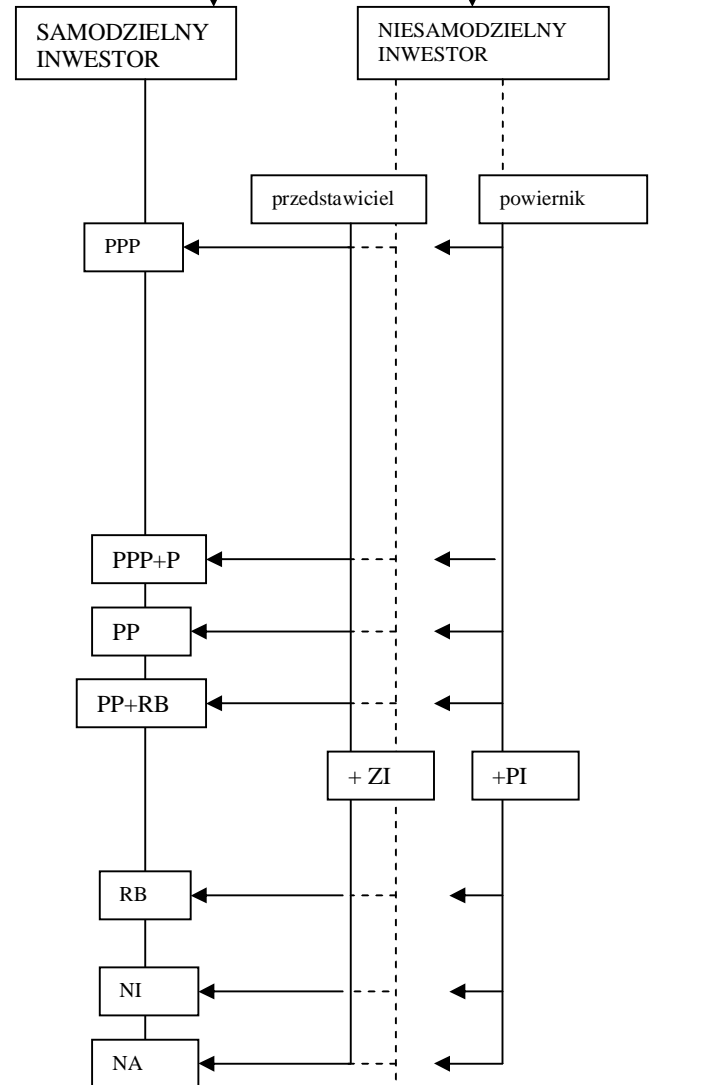 SAMODZIELNY
INWESTOR
NIESAMODZIELNY
INWESTOR
przedstawiciel
powiernik
PPP
PPP+P
PP
PP+RB
+ ZI
+PI
RB
NI
NA